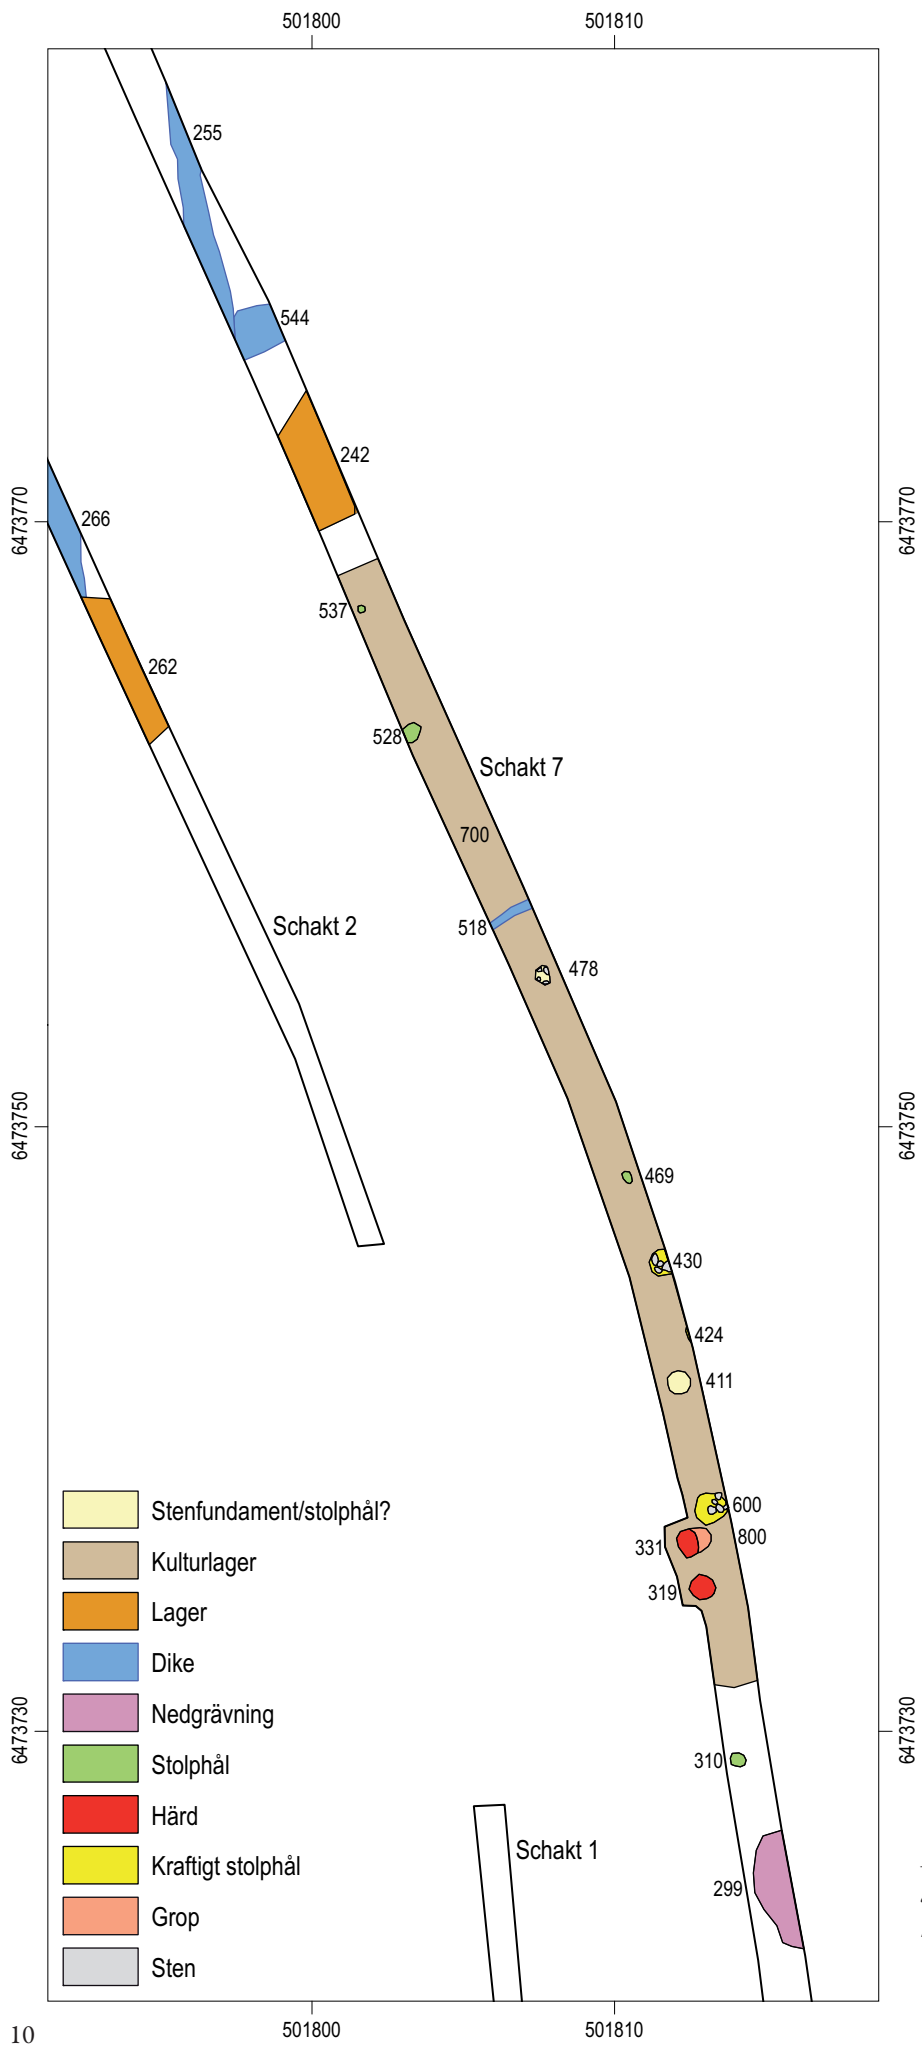 501800
501810
255
544
242
6473770
6473770
266
537
262
528
Schakt 7
700
Schakt 2
518
478
6473750
6473750
469
430
424
411
Stenfundament/stolphål?
600
800
331
Kulturlager
319
Lager
Dike
Nedgrävning
6473730
6473730
Stolphål
310
Härd
Schakt 1
Kraftigt stolphål
299
Grop
Sten
10
501800
501810